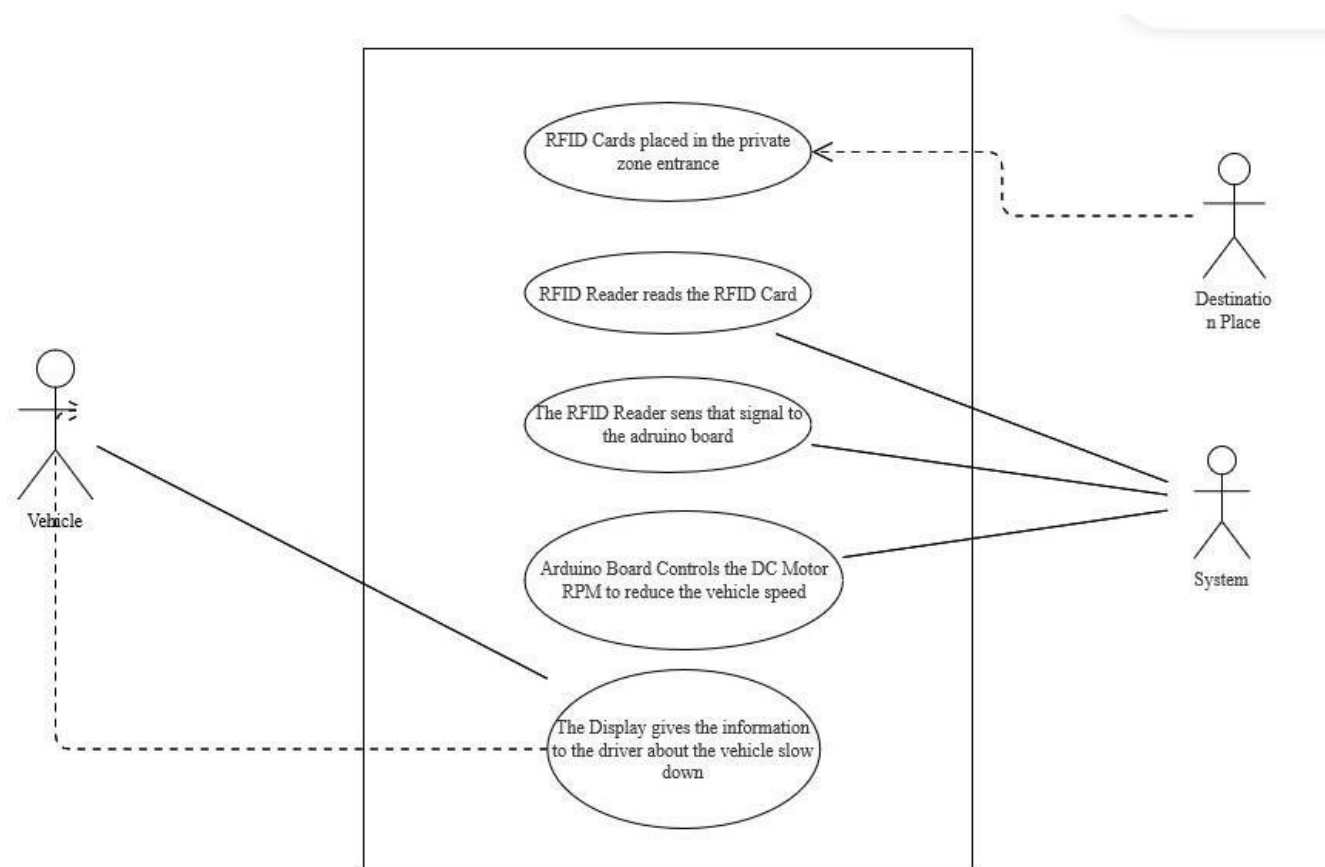 RFID Cards placed in the private
zone entrance
RFID Reader reads the RFID Card
Destinatio
n Place
The RFID Reader sens that signal to
the adruino board
Vehicle
Arduino Board Controls the DC Motor
RPM to reduce the vehicle speed
System
The Display gives the information
to the driver about the vehicle slow
down